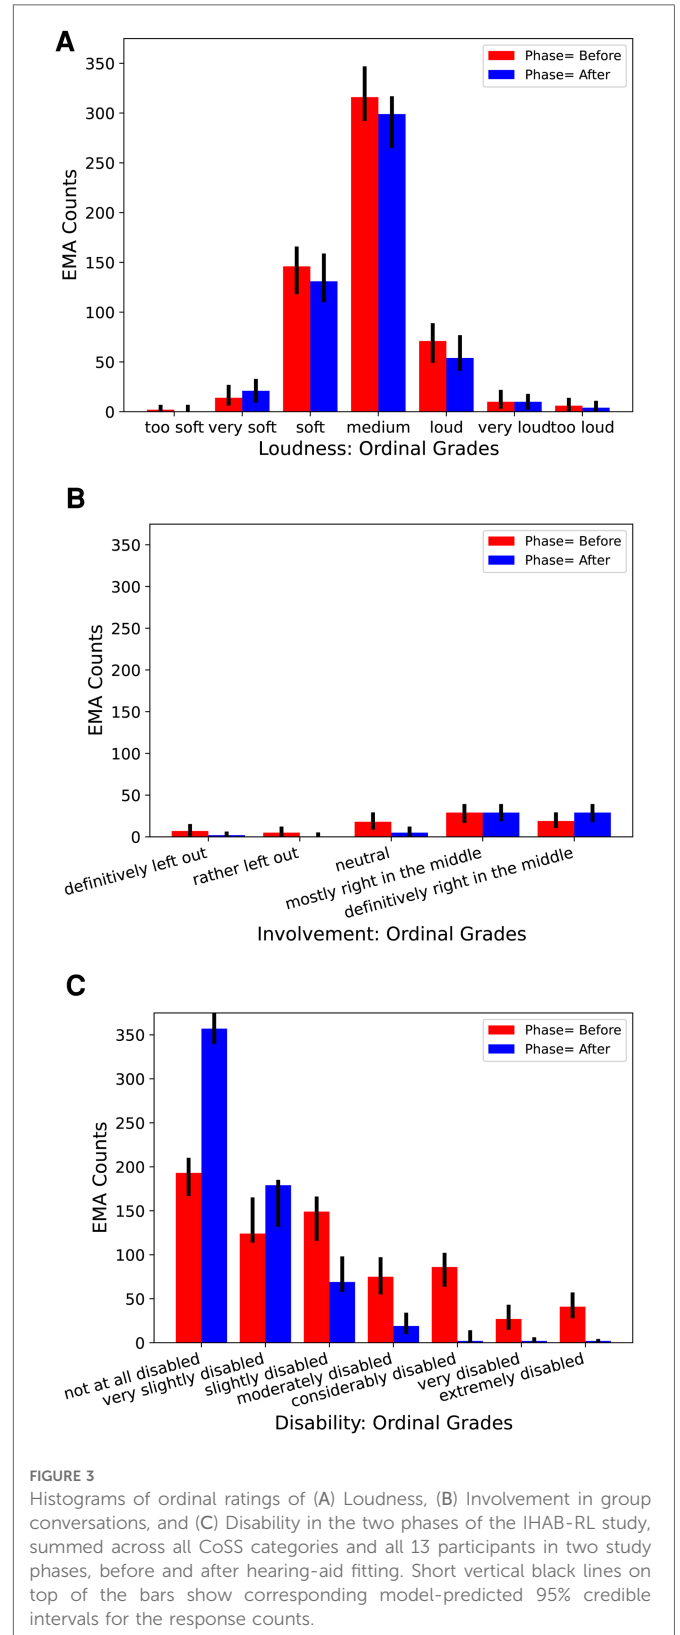 A
Phase= Before
Phase= After
350
300
250
200
150
100
50
0
EMA Counts
too soft very soft soft medium loud very loud too loud
Loudness: Ordinal Grades
B
Phase= Before
Phase= After
350
300
250
200
150
100
50
0
EMA Counts
definitively left out
rather left out
neutral
mostly right in the middle
definitively right in the middle
Involvement: Ordinal Grades
C
Phase= Before
Phase= After
350
300
250
200
150
100
50
0
EMA Counts
not at all disabled
very slightly disabled
slightly disabled
moderately disabled
considerably disabled
very disabled
extremely disabled
Disability: Ordinal Grades
FIGURE 3
Histograms of ordinal ratings of (A) Loudness, (B) Involvement in group
conversations, and (C) Disability in the two phases of the IHAB-RL study,
summed across all CoSS categories and all 13 participants in two study
phases, before and after hearing-aid fitting. Short vertical black lines on
top of the bars show corresponding model-predicted 95% credible
intervals for the response counts.